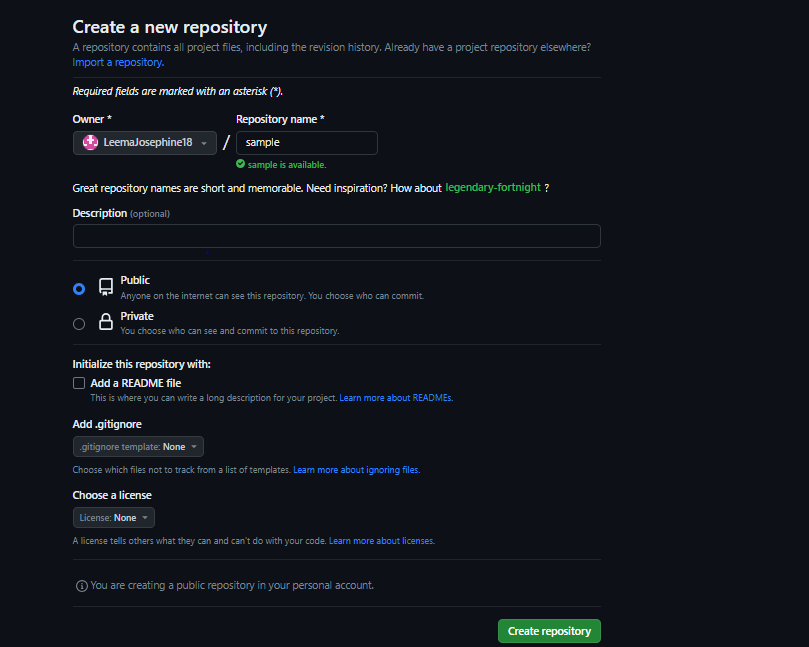 Create a new repository
A repository contains all project files, including the revision history. Already have a project repository elsewhere?
Import a repository.
Required fields are marked with an asterisk (*).
Owner * Repository name *
LeemaJosephine18 / sample
sample is available.
Great repository names are short and memorable. Need inspiration? How about legendary-fortnight ?
Description (optional)
Public
Anyone on the internet can see this repository. You choose who can commit.
Private
You choose who can see and commit to this repository.
Initialize this repository with:
Add a README file
This is where you can write a long description for your project. Learn more about READMEs.
Add .gitignore
.gitignore template: None
Choose which files not to track from a list of templates. Learn more about ignoring files.
Choose a license
License: None
A license tells others what they can and can't do with your code. Learn more about licenses.
You are creating a public repository in your personal account.
Create repository